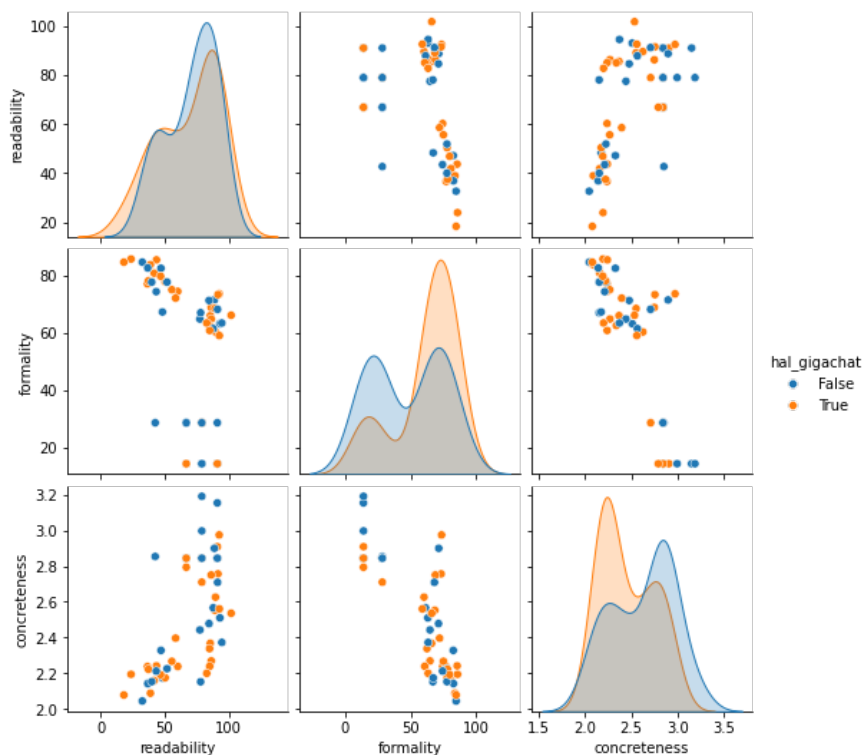 100
80
60
40
20
readability
80
60
40
20
formality
hal_gigachat
False
True
3.2
3.0
2.8
2.6
2.4
2.2
2.0
concreteness
0 50 100
readability
0 50 100
formality
1.5 2.0 2.5 3.0 3.5
concreteness